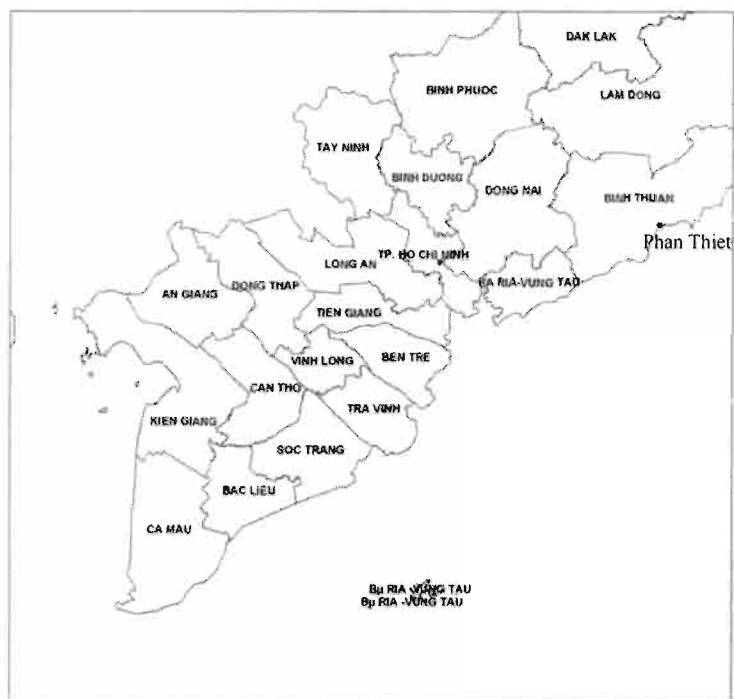 DAK LAK
BINH PHUOC
LAM DONG
TAY NINH
BINH DUONG
DONG NAI
BINH THUAN
Phan Thiet
TP. HO CHI MINH
LONG AN
BA RIA-VUNG TAU
DONG THAP
AN GIANG
TIEN GIANG
VINH LONG
BEN TRE
CAN THO
TRA VINH
KIEN GIANG
SOC TRANG
BAC LIEU
CA MAU
Bµ RIA -VUNG TAU
Bµ RIA -VUNG TAU